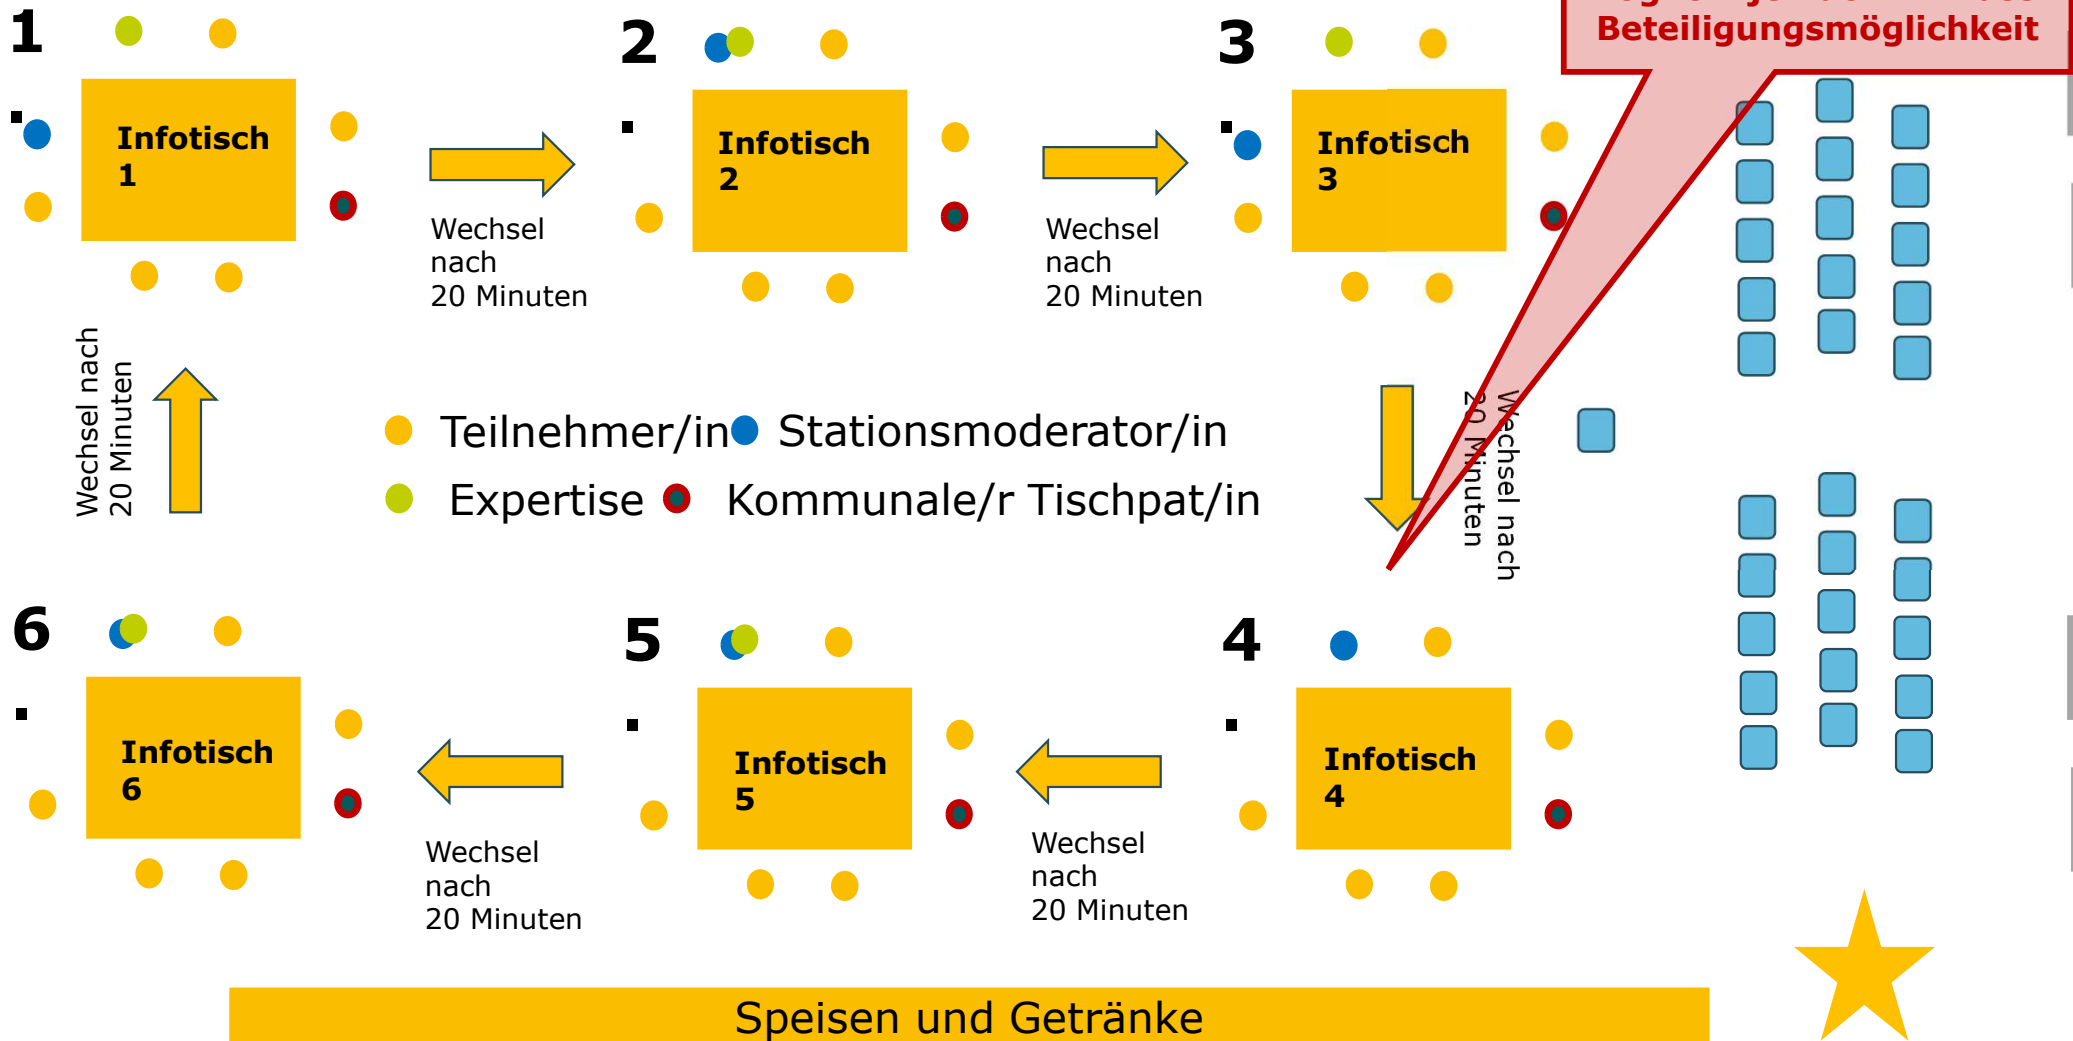 1
2
3
Beteiligungsmöglichkeit
Infotisch
1
Infotisch
2
Infotisch
3
Wechsel
nach
20 Minuten
Wechsel
nach
20 Minuten
Wechsel nach
20 Minuten
Teilnehmer/in
Stationsmoderator/in
Expertise
Kommunale/r Tischpat/in
Wechsel nach
20 Minuten
6
5
4
Infotisch
6
Infotisch
5
Infotisch
4
Wechsel
nach
20 Minuten
Wechsel
nach
20 Minuten
Speisen und Getränke